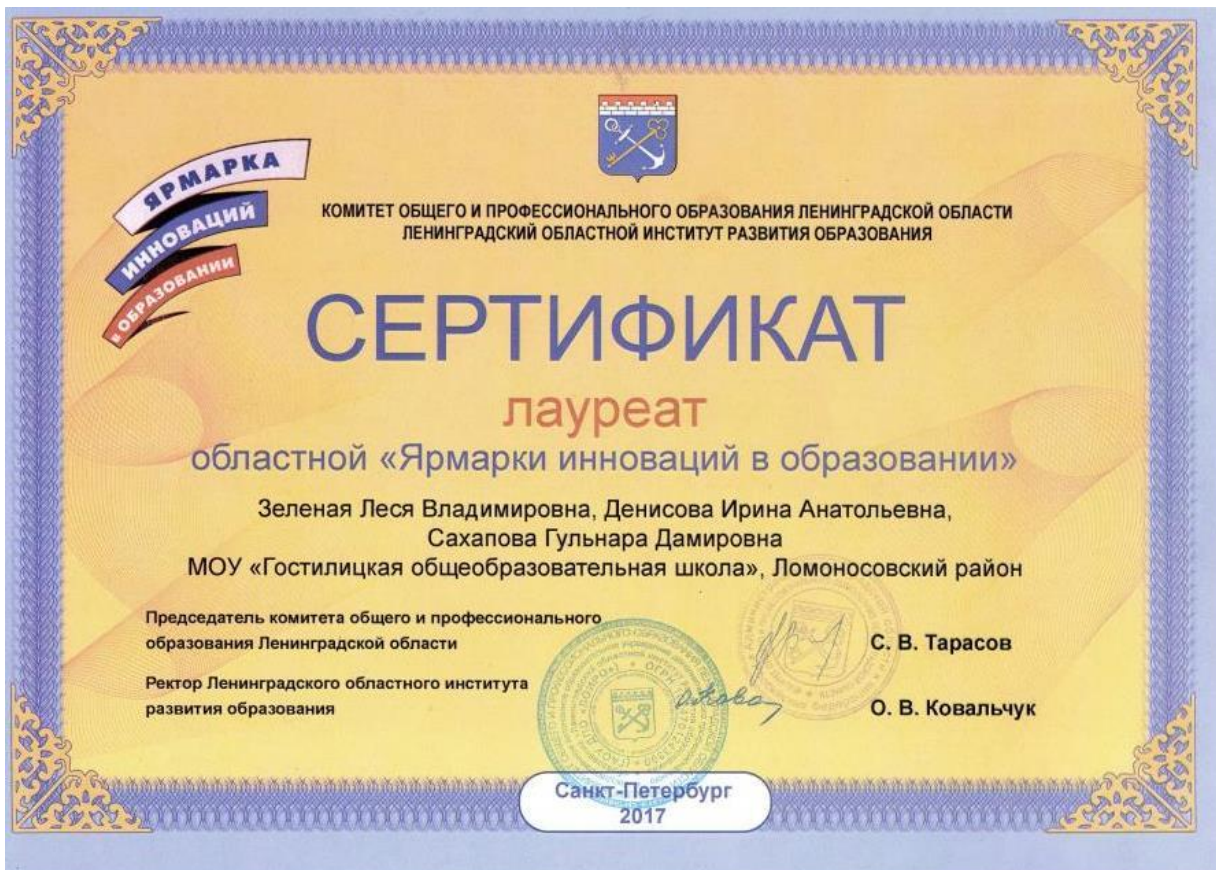 ЯРМАРКА
ИННОВАЦИЙ
В ОБРАЗОВАНИИ
КОМИТЕТ ОБЩЕГО И ПРОФЕССИОНАЛЬНОГО ОБРАЗОВАНИЯ ЛЕНИНГРАДСКОЙ ОБЛАСТИ
ЛЕНИНГРАДСКИЙ ОБЛАСТНОЙ ИНСТИТУТ РАЗВИТИЯ ОБРАЗОВАНИЯ
СЕРТИФИКАТ
лауреат
областной «Ярмарки инноваций в образовании»
Зеленая Леся Владимировна, Денисова Ирина Анатольевна,
Сахапова Гульнара Дамировна
МОУ «Гостилицкая общеобразовательная школа», Ломоносовский район
Председатель комитета общего и профессионального
образования Ленинградской области
С. В. Тарасов
Ректор Ленинградского областного института
развития образования
О. В. Ковальчук
Санкт-Петербург
2017